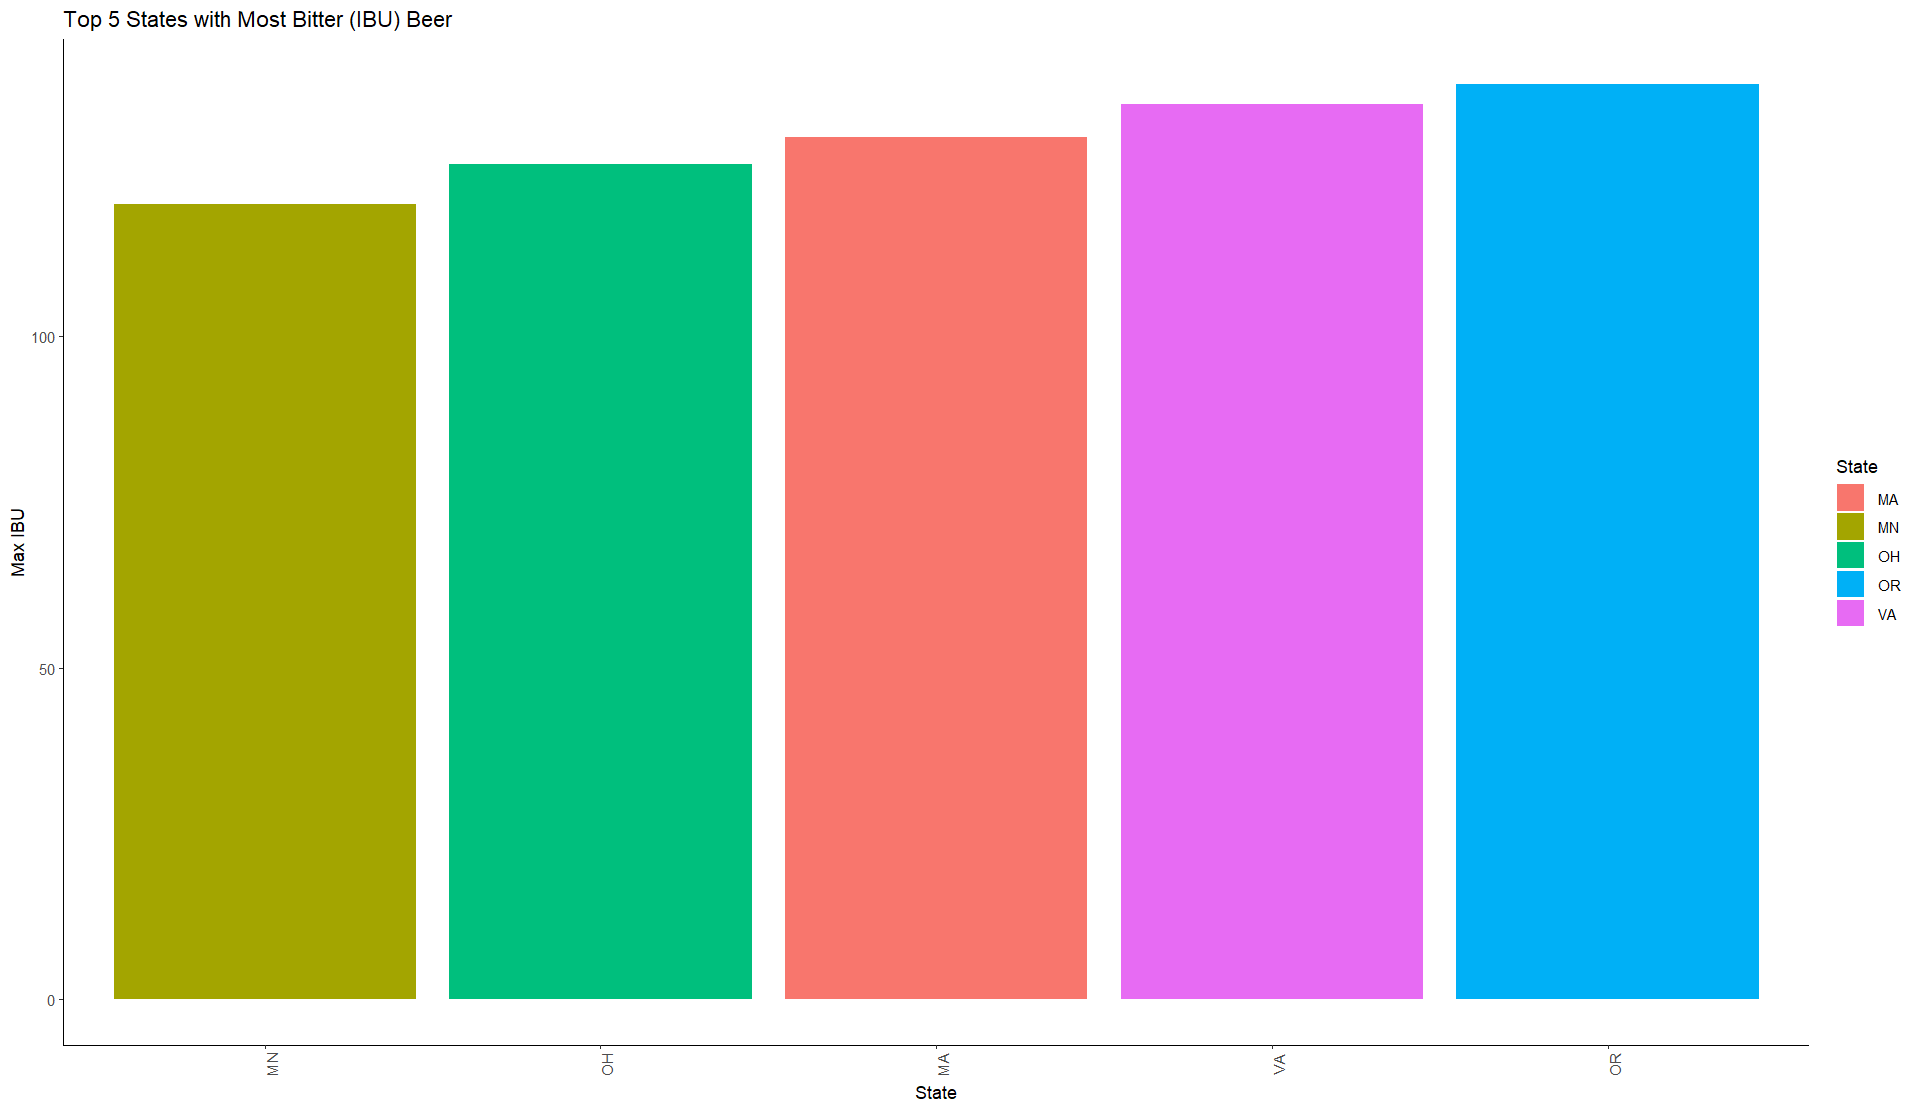 Top 5 States with Most Bitter (IBU) Beer
Max IBU
100
50
0
MN
OH
MA
VA
OR
State
State
MA
MN
OH
OR
VA